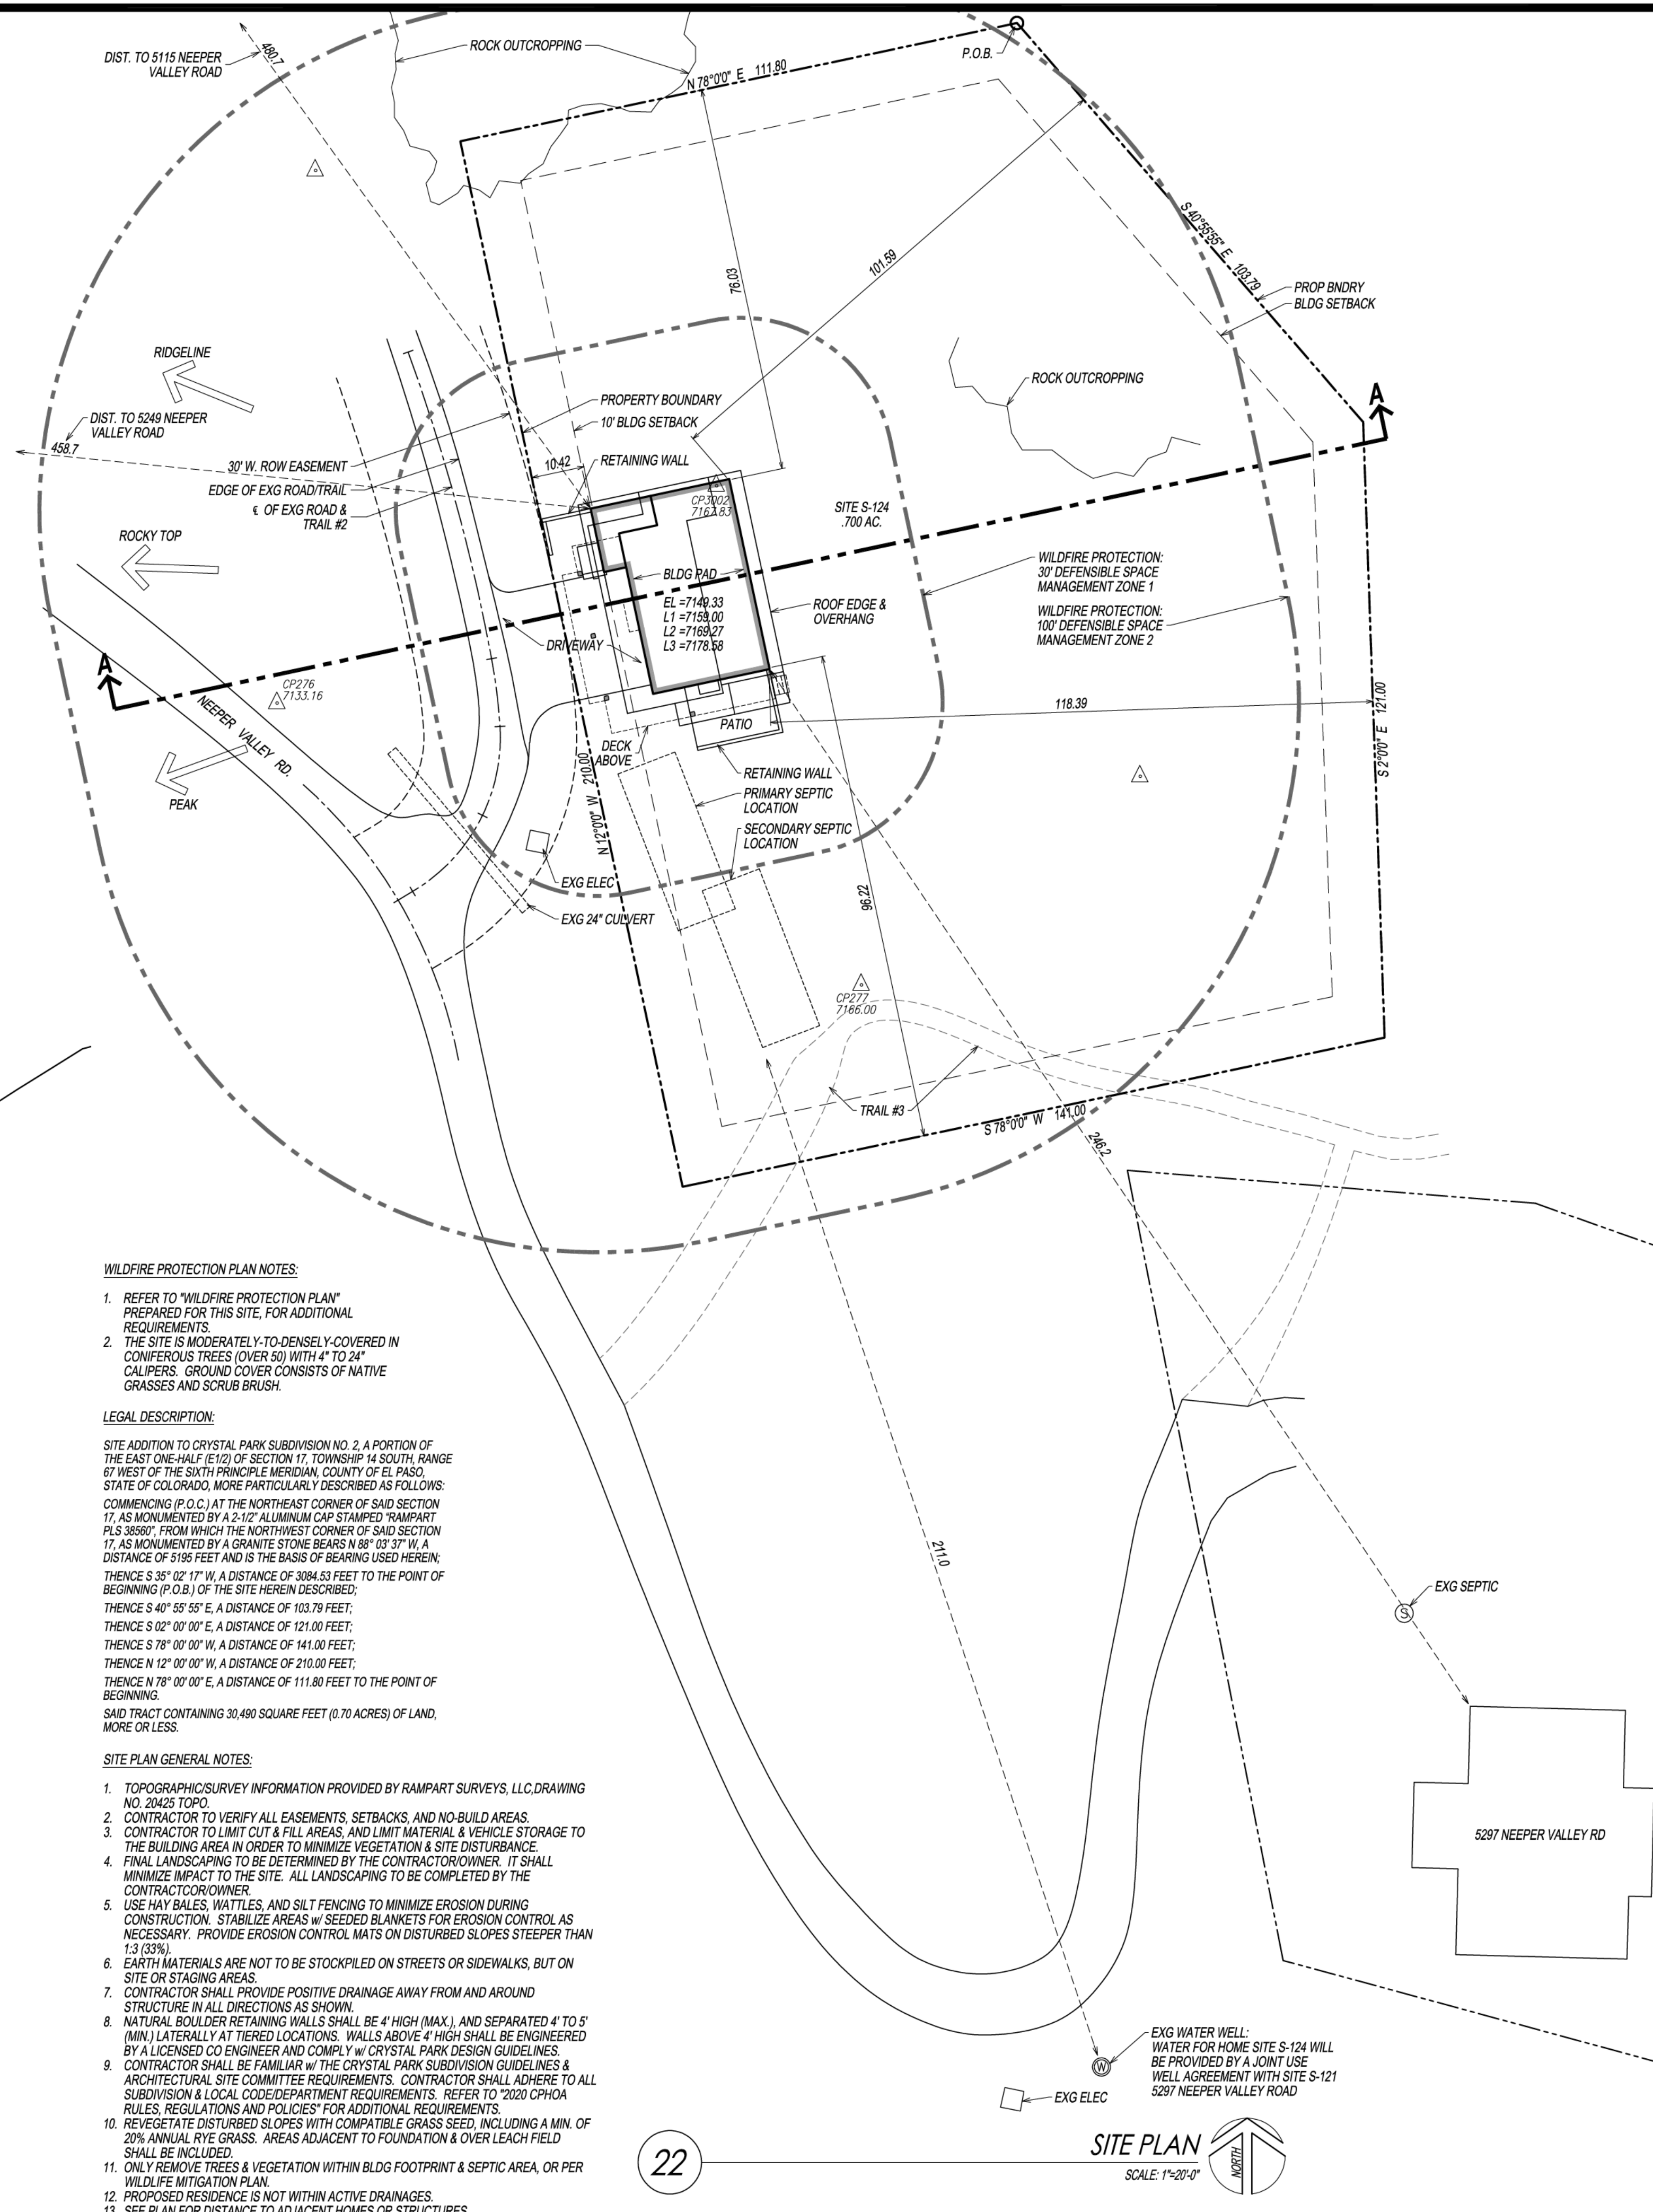 DIST. TO 5115 NEEPER
VALLEY ROAD
480.7
ROCK OUTCROPPING
P.O.B.
N 78°0'0" E 111.80
76.03
101.59
S 40°55'55" E 103.79
PROP BNDRY
BLDG SETBACK
RIDGELINE
DIST. TO 5249 NEEPER
VALLEY ROAD
458.7
ROCK OUTCROPPING
A
PROPERTY BOUNDARY
10' BLDG SETBACK
RETAINING WALL
10.42
30' W. ROW EASEMENT
EDGE OF EXG ROAD/TRAIL
℄ OF EXG ROAD &
TRAIL #2
CP3002
7167.83
SITE S-124
.700 AC.
ROCKY TOP
BLDG PAD
EL =7149.33
L1 =7159.00
L2 =7169.27
L3 =7178.58
ROOF EDGE &
OVERHANG
WILDFIRE PROTECTION:
30' DEFENSIBLE SPACE
MANAGEMENT ZONE 1
WILDFIRE PROTECTION:
100' DEFENSIBLE SPACE
MANAGEMENT ZONE 2
DRIVEWAY
A
CP276
7133.16
NEEPER VALLEY RD.
118.39
S 2°0'0" E 121.00
PATIO
DECK
ABOVE
N 12°0'0" W 210.00
PEAK
RETAINING WALL
PRIMARY SEPTIC
LOCATION
SECONDARY SEPTIC
LOCATION
EXG ELEC
EXG 24" CULVERT
96.22
CP277
7166.00
TRAIL #3
S 78°0'0" W 141.00
246.2
WILDFIRE PROTECTION PLAN NOTES:
1. REFER TO "WILDFIRE PROTECTION PLAN"
PREPARED FOR THIS SITE, FOR ADDITIONAL
REQUIREMENTS.
2. THE SITE IS MODERATELY-TO-DENSELY-COVERED IN
CONIFEROUS TREES (OVER 50) WITH 4" TO 24"
CALIPERS. GROUND COVER CONSISTS OF NATIVE
GRASSES AND SCRUB BRUSH.
LEGAL DESCRIPTION:
SITE ADDITION TO CRYSTAL PARK SUBDIVISION NO. 2, A PORTION OF
THE EAST ONE-HALF (E1/2) OF SECTION 17, TOWNSHIP 14 SOUTH, RANGE
67 WEST OF THE SIXTH PRINCIPLE MERIDIAN, COUNTY OF EL PASO,
STATE OF COLORADO, MORE PARTICULARLY DESCRIBED AS FOLLOWS:
COMMENCING (P.O.C.) AT THE NORTHEAST CORNER OF SAID SECTION
17, AS MONUMENTED BY A 2-1/2" ALUMINUM CAP STAMPED "RAMPART
PLS 38560", FROM WHICH THE NORTHWEST CORNER OF SAID SECTION
17, AS MONUMENTED BY A GRANITE STONE BEARS N 88° 03' 37" W, A
DISTANCE OF 5195 FEET AND IS THE BASIS OF BEARING USED HEREIN;
THENCE S 35° 02' 17" W, A DISTANCE OF 3084.53 FEET TO THE POINT OF
BEGINNING (P.O.B.) OF THE SITE HEREIN DESCRIBED;
THENCE S 40° 55' 55" E, A DISTANCE OF 103.79 FEET;
THENCE S 02° 00' 00" E, A DISTANCE OF 121.00 FEET;
THENCE S 78° 00' 00" W, A DISTANCE OF 141.00 FEET;
THENCE N 12° 00' 00" W, A DISTANCE OF 210.00 FEET;
THENCE N 78° 00' 00" E, A DISTANCE OF 111.80 FEET TO THE POINT OF
BEGINNING.
SAID TRACT CONTAINING 30,490 SQUARE FEET (0.70 ACRES) OF LAND,
MORE OR LESS.
SITE PLAN GENERAL NOTES:
1. TOPOGRAPHIC/SURVEY INFORMATION PROVIDED BY RAMPART SURVEYS, LLC,DRAWING
NO. 20425 TOPO.
2. CONTRACTOR TO VERIFY ALL EASEMENTS, SETBACKS, AND NO-BUILD AREAS.
3. CONTRACTOR TO LIMIT CUT & FILL AREAS, AND LIMIT MATERIAL & VEHICLE STORAGE TO
THE BUILDING AREA IN ORDER TO MINIMIZE VEGETATION & SITE DISTURBANCE.
4. FINAL LANDSCAPING TO BE DETERMINED BY THE CONTRACTOR/OWNER. IT SHALL
MINIMIZE IMPACT TO THE SITE. ALL LANDSCAPING TO BE COMPLETED BY THE
CONTRACTCOR/OWNER.
5. USE HAY BALES, WATTLES, AND SILT FENCING TO MINIMIZE EROSION DURING
CONSTRUCTION. STABILIZE AREAS w/ SEEDED BLANKETS FOR EROSION CONTROL AS
NECESSARY. PROVIDE EROSION CONTROL MATS ON DISTURBED SLOPES STEEPER THAN
1:3 (33%).
6. EARTH MATERIALS ARE NOT TO BE STOCKPILED ON STREETS OR SIDEWALKS, BUT ON
SITE OR STAGING AREAS.
7. CONTRACTOR SHALL PROVIDE POSITIVE DRAINAGE AWAY FROM AND AROUND
STRUCTURE IN ALL DIRECTIONS AS SHOWN.
8. NATURAL BOULDER RETAINING WALLS SHALL BE 4' HIGH (MAX.), AND SEPARATED 4' TO 5'
(MIN.) LATERALLY AT TIERED LOCATIONS. WALLS ABOVE 4' HIGH SHALL BE ENGINEERED
BY A LICENSED CO ENGINEER AND COMPLY w/ CRYSTAL PARK DESIGN GUIDELINES.
9. CONTRACTOR SHALL BE FAMILIAR w/ THE CRYSTAL PARK SUBDIVISION GUIDELINES &
ARCHITECTURAL SITE COMMITTEE REQUIREMENTS. CONTRACTOR SHALL ADHERE TO ALL
SUBDIVISION & LOCAL CODE/DEPARTMENT REQUIREMENTS. REFER TO "2020 CPHOA
RULES, REGULATIONS AND POLICIES" FOR ADDITIONAL REQUIREMENTS.
10. REVEGETATE DISTURBED SLOPES WITH COMPATIBLE GRASS SEED, INCLUDING A MIN. OF
20% ANNUAL RYE GRASS. AREAS ADJACENT TO FOUNDATION & OVER LEACH FIELD
SHALL BE INCLUDED.
11. ONLY REMOVE TREES & VEGETATION WITHIN BLDG FOOTPRINT & SEPTIC AREA, OR PER
WILDLIFE MITIGATION PLAN.
12. PROPOSED RESIDENCE IS NOT WITHIN ACTIVE DRAINAGES.
13. SEE PLAN FOR DISTANCE TO ADJACENT HOMES OR STRUCTURES.
211.0
EXG SEPTIC
S
5297 NEEPER VALLEY RD
EXG WATER WELL:
WATER FOR HOME SITE S-124 WILL
BE PROVIDED BY A JOINT USE
WELL AGREEMENT WITH SITE S-121
5297 NEEPER VALLEY ROAD
W
EXG ELEC
22
SITE PLAN
SCALE: 1"=20'-0"
NORTH